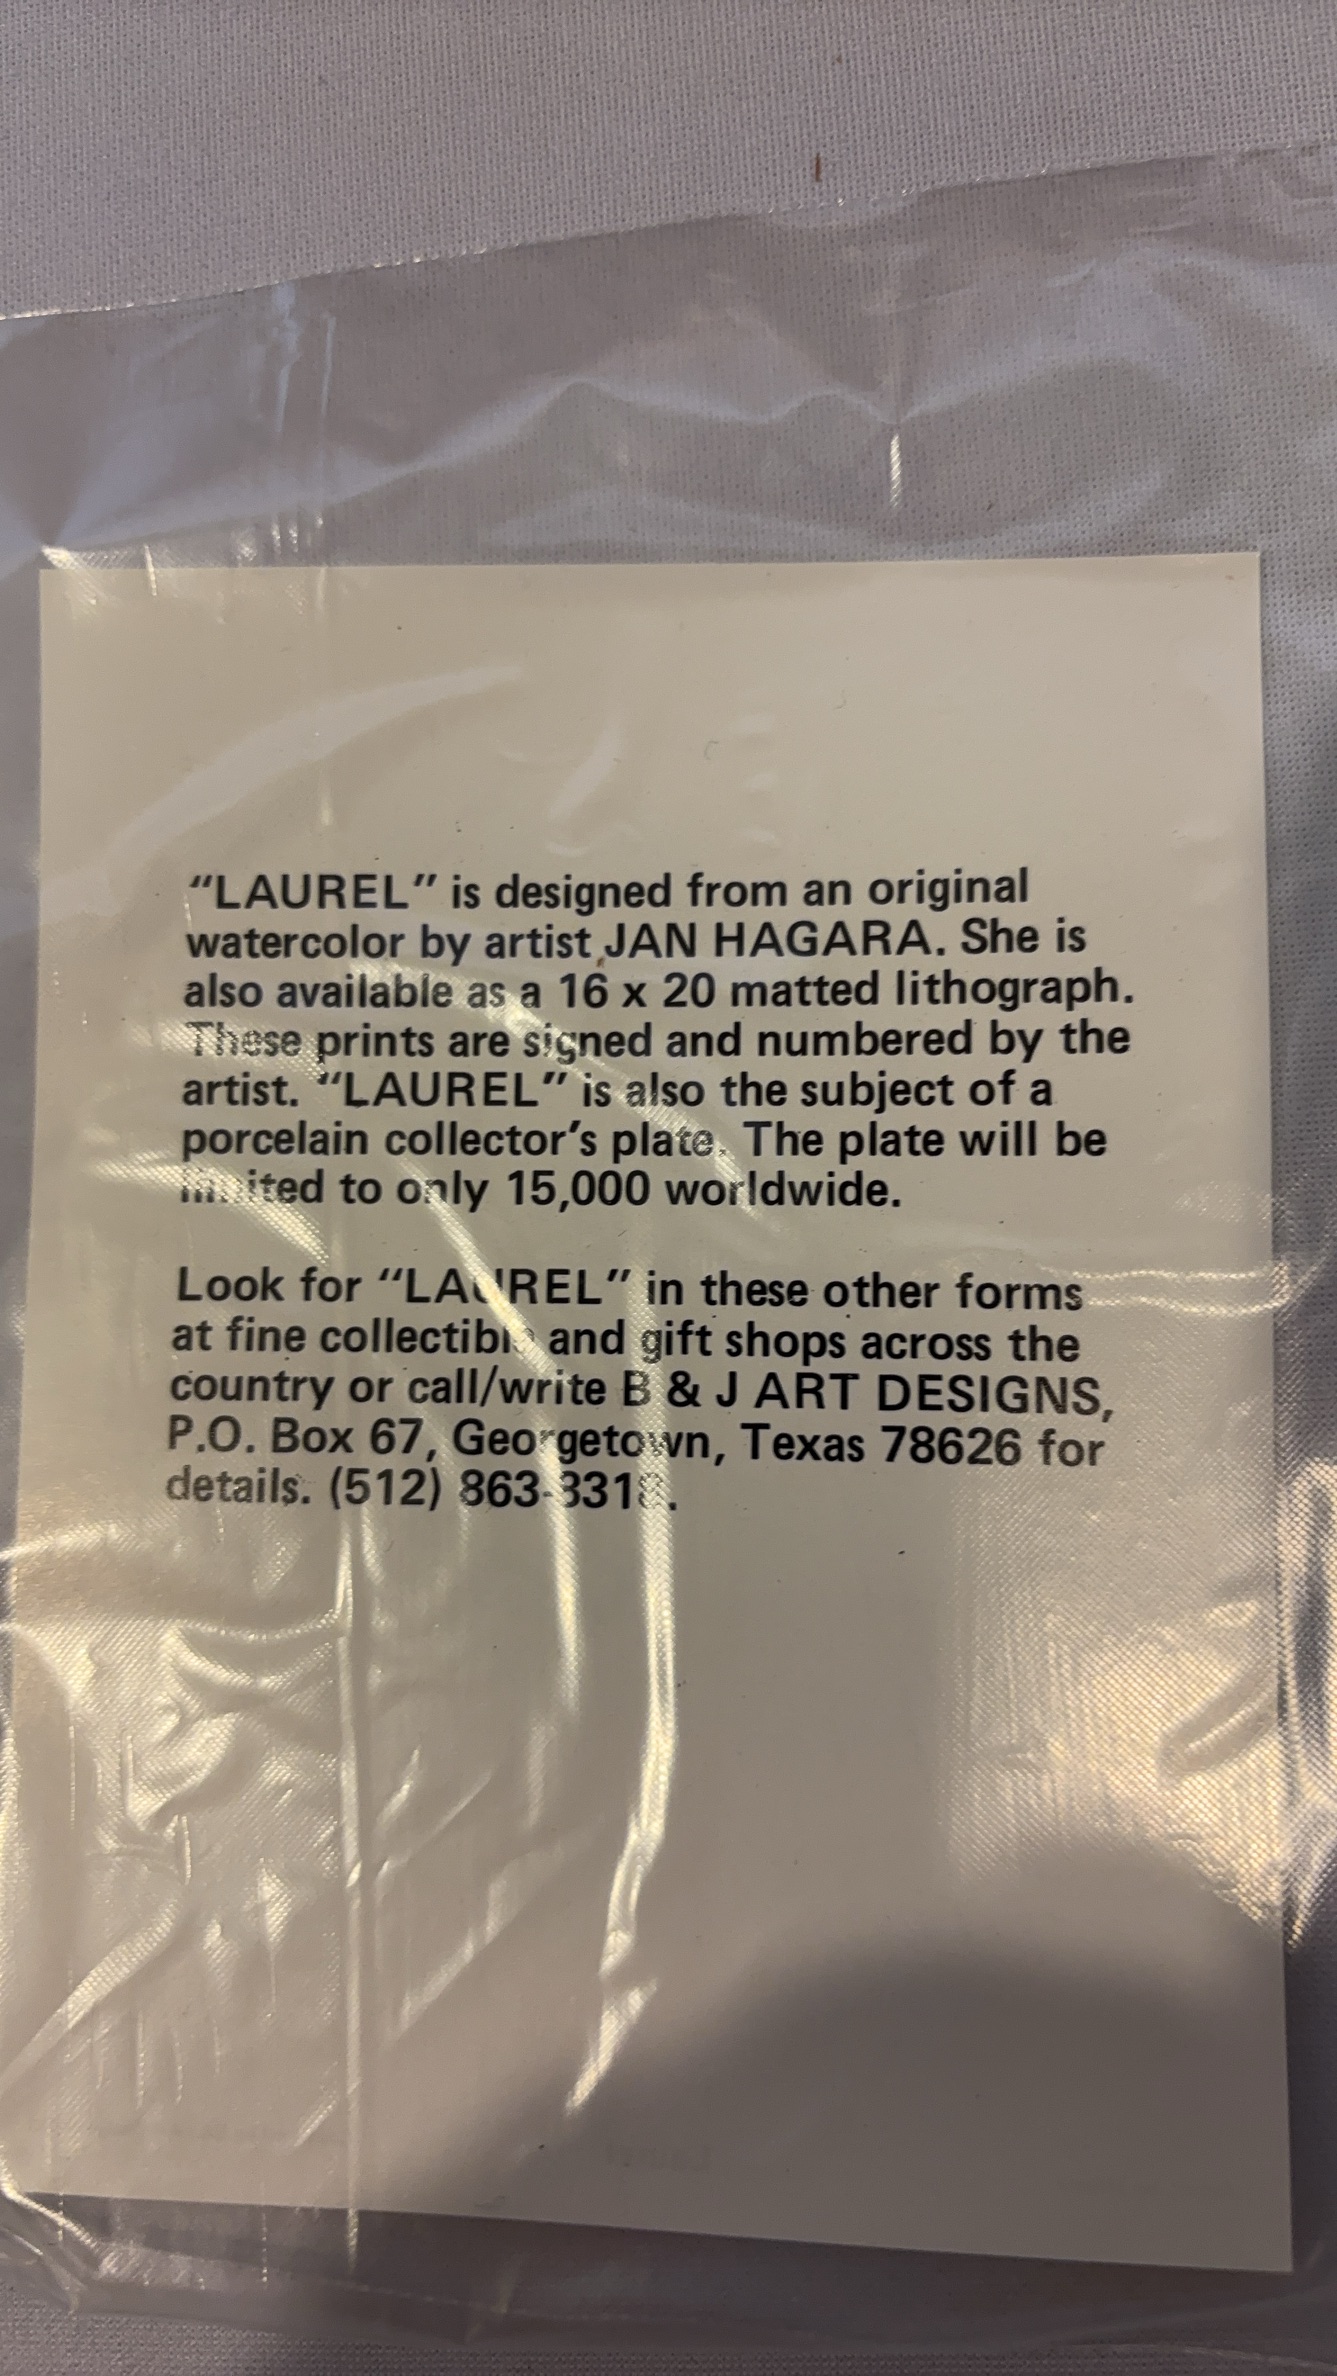 “LAUREL” is designed from an original
watercolor by artist JAN HAGARA. She is
also available as a 16 x 20 matted lithograph.
These prints are signed and numbered by the
artist. “LAUREL” is also the subject of a
porcelain collector’s plate. The plate will be
limited to only 15,000 worldwide.
Look for “LAUREL” in these other forms
at fine collectible and gift shops across the
country or call/write B & J ART DESIGNS,
P.O. Box 67, Georgetown, Texas 78626 for
details. (512)